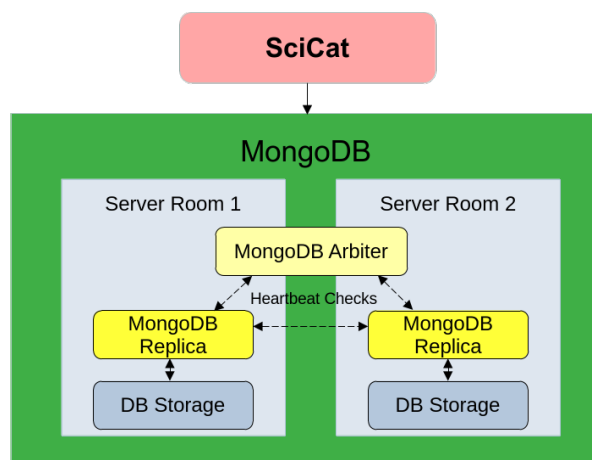 SciCat
MongoDB
Server Room 1
Server Room 2
MongoDB Arbiter
Heartbeat Checks
MongoDB
Replica
MongoDB
Replica
DB Storage
DB Storage